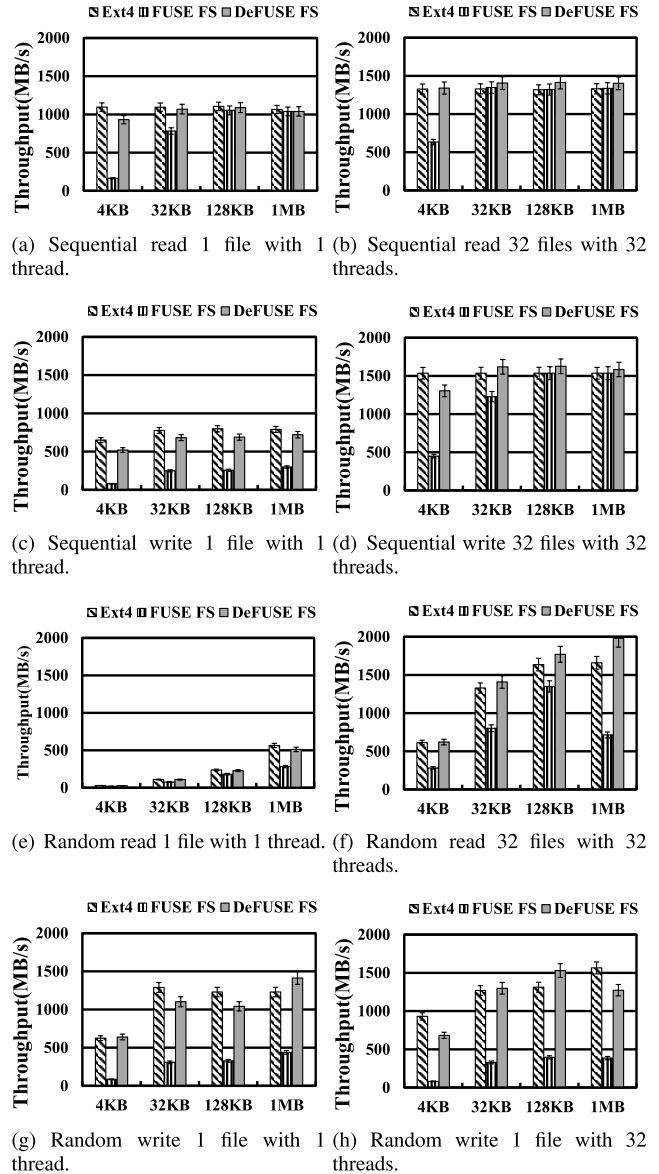 Ext4 FUSE FS DeFUSE FS
Throughput(MB/s)
2000
1500
1000
500
0
4KB 32KB 128KB 1MB
(a) Sequential read 1 file with 1
thread.
Ext4 FUSE FS DeFUSE FS
Throughput(MB/s)
2000
1500
1000
500
0
4KB 32KB 128KB 1MB
(b) Sequential read 32 files with 32
threads.
Ext4 FUSE FS DeFUSE FS
Throughput(MB/s)
2000
1500
1000
500
0
4KB 32KB 128KB 1MB
(c) Sequential write 1 file with 1
thread.
Ext4 FUSE FS DeFUSE FS
Throughput(MB/s)
2000
1500
1000
500
0
4KB 32KB 128KB 1MB
(d) Sequential write 32 files with 32
threads.
Ext4 FUSE FS DeFUSE FS
Throughput(MB/s)
2000
1500
1000
500
0
4KB 32KB 128KB 1MB
(e) Random read 1 file with 1 thread.
Ext4 FUSE FS DeFUSE FS
Throughput(MB/s)
2000
1500
1000
500
0
4KB 32KB 128KB 1MB
(f) Random read 32 files with 32
threads.
Ext4 FUSE FS DeFUSE FS
Throughput(MB/s)
2000
1500
1000
500
0
4KB 32KB 128KB 1MB
(g) Random write 1 file with 1
thread.
Ext4 FUSE FS DeFUSE FS
Throughput(MB/s)
2000
1500
1000
500
0
4KB 32KB 128KB 1MB
(h) Random write 1 file with 32
threads.